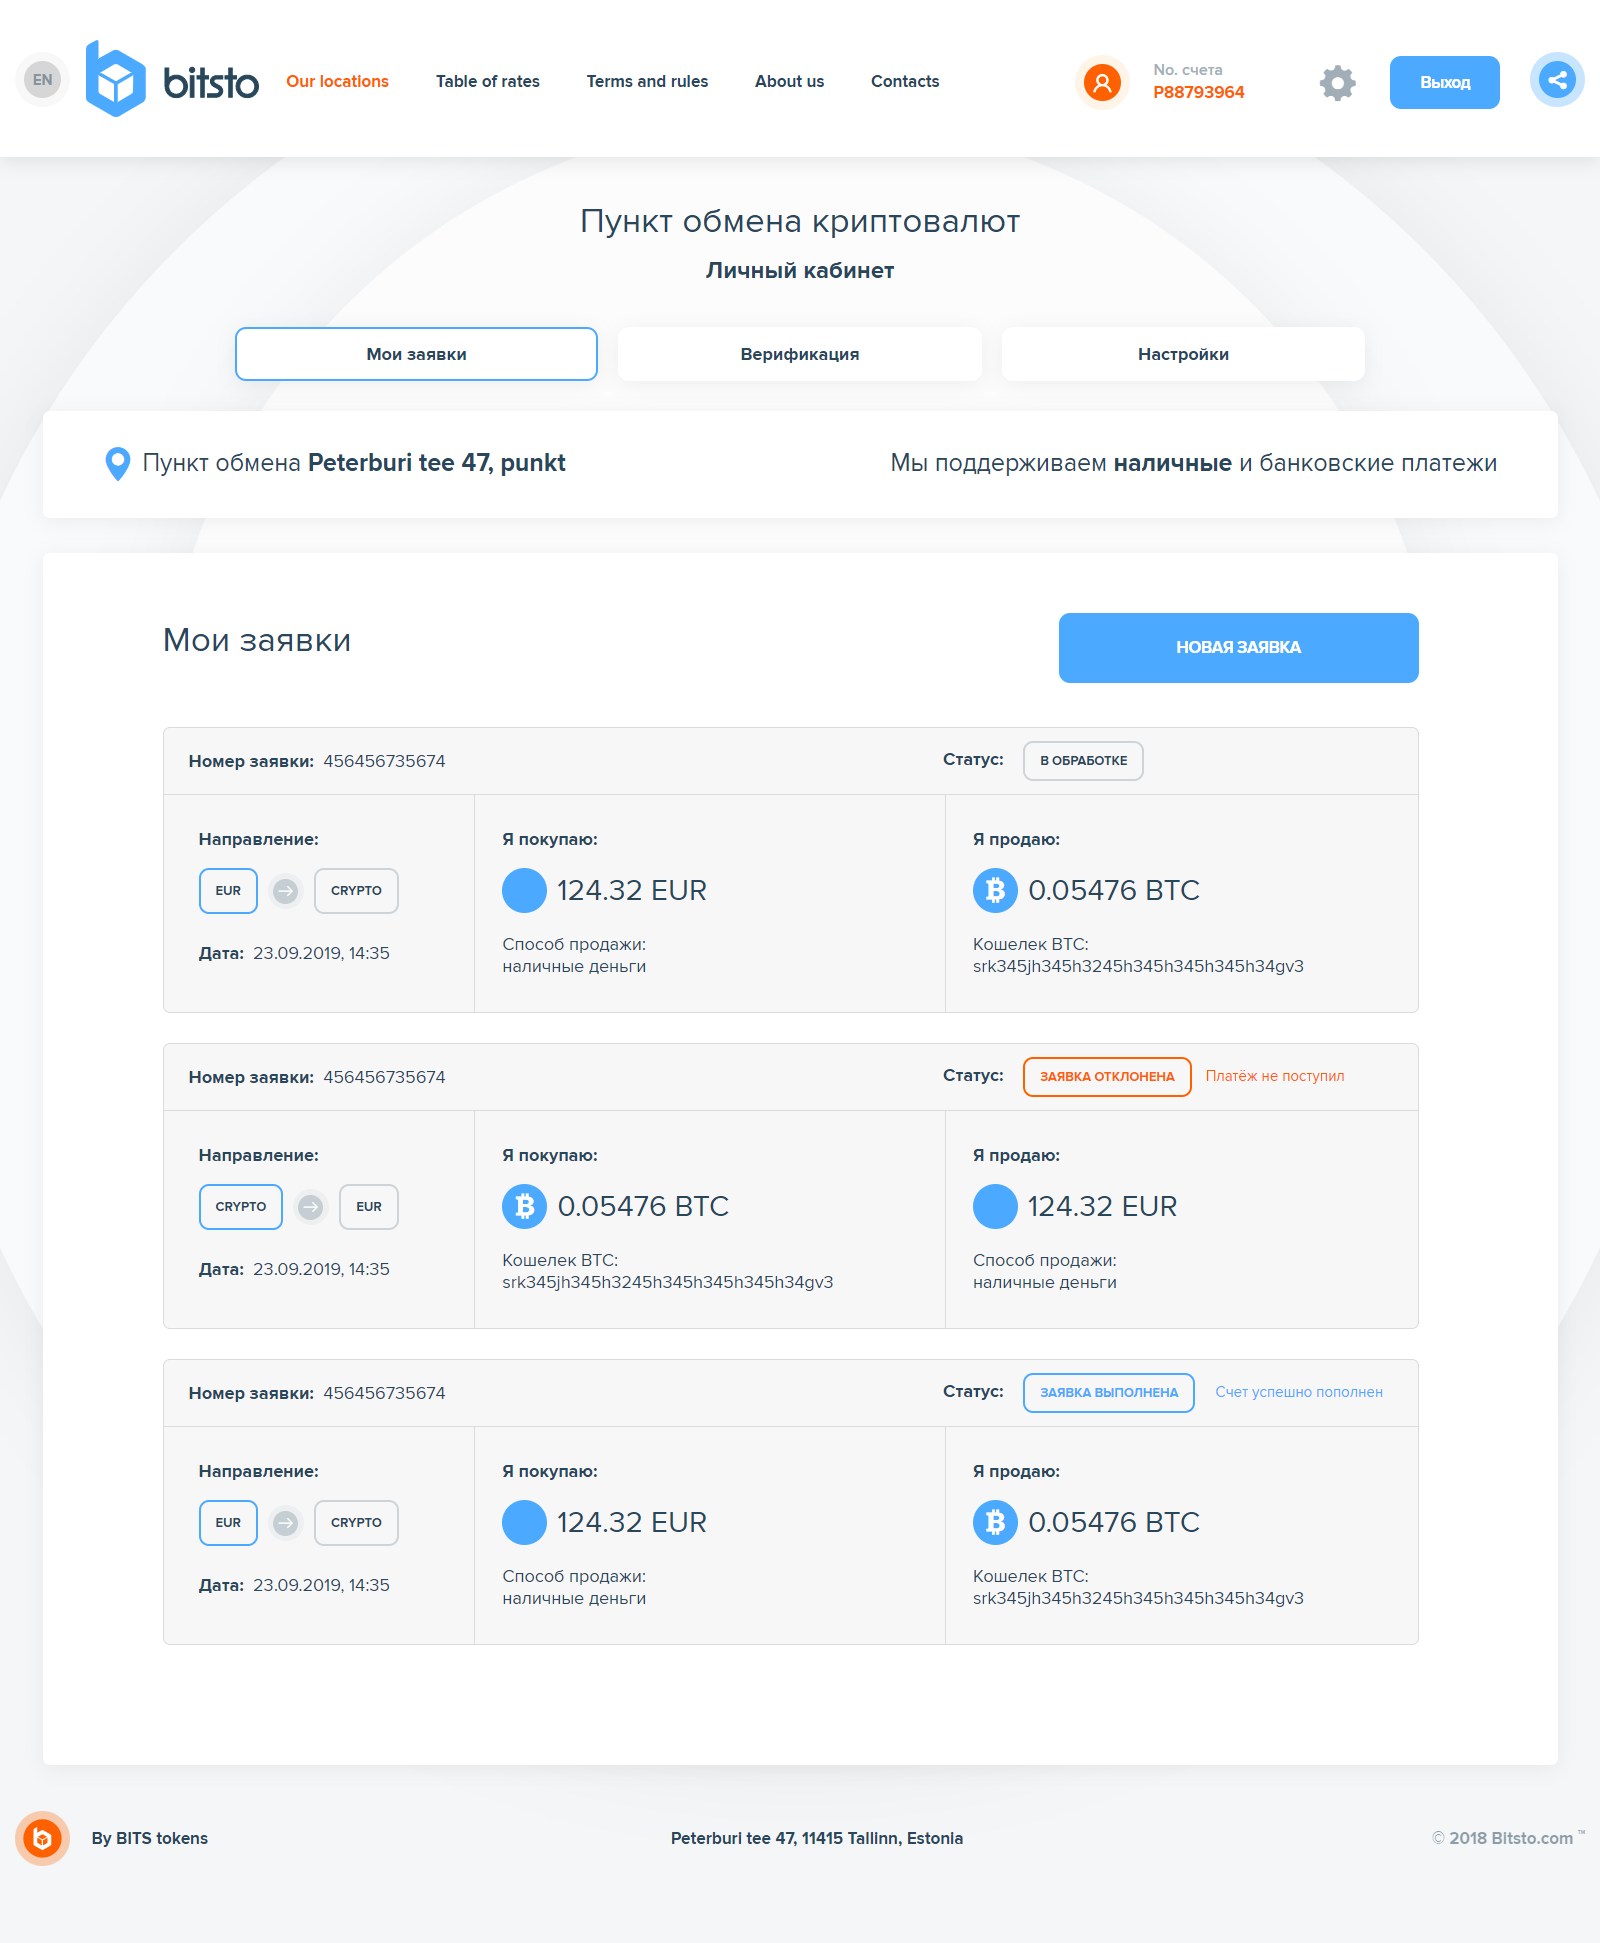 EN
bitsto
Our locations
Table of rates
Terms and rules
About us
Contacts
No. счета
P88793964
Выход
Пункт обмена криптовалют
Личный кабинет
Мои заявки
Верификация
Настройки
Пункт обмена Peterburi tee 47, punkt
Мы поддерживаем наличные и банковские платежи
Мои заявки
НОВАЯ ЗАЯВКА
Номер заявки: 456456735674
Статус: В ОБРАБОТКЕ
Направление:
EUR
CRYPTO
Дата: 23.09.2019, 14:35
Я покупаю:
124.32 EUR
Способ продажи:
наличные деньги
Я продаю:
0.05476 BTC
Кошелек BTC:
srk345jh345h3245h345h345h345h34gv3
Номер заявки: 456456735674
Статус: ЗАЯВКА ОТКЛОНЕНА Платёж не поступил
Направление:
CRYPTO
EUR
Дата: 23.09.2019, 14:35
Я покупаю:
0.05476 BTC
Кошелек BTC:
srk345jh345h3245h345h345h345h34gv3
Я продаю:
124.32 EUR
Способ продажи:
наличные деньги
Номер заявки: 456456735674
Статус: ЗАЯВКА ВЫПОЛНЕНА Счет успешно пополнен
Направление:
EUR
CRYPTO
Дата: 23.09.2019, 14:35
Я покупаю:
124.32 EUR
Способ продажи:
наличные деньги
Я продаю:
0.05476 BTC
Кошелек BTC:
srk345jh345h3245h345h345h345h34gv3
By BITS tokens
Peterburi tee 47, 11415 Tallinn, Estonia
© 2018 Bitsto.com ™